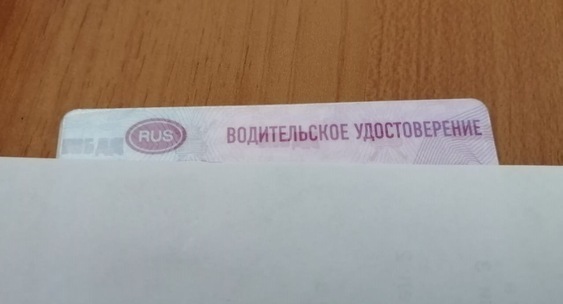 RUS ВОДИТЕЛЬСКОЕ УДОСТОВЕРЕНИЕ